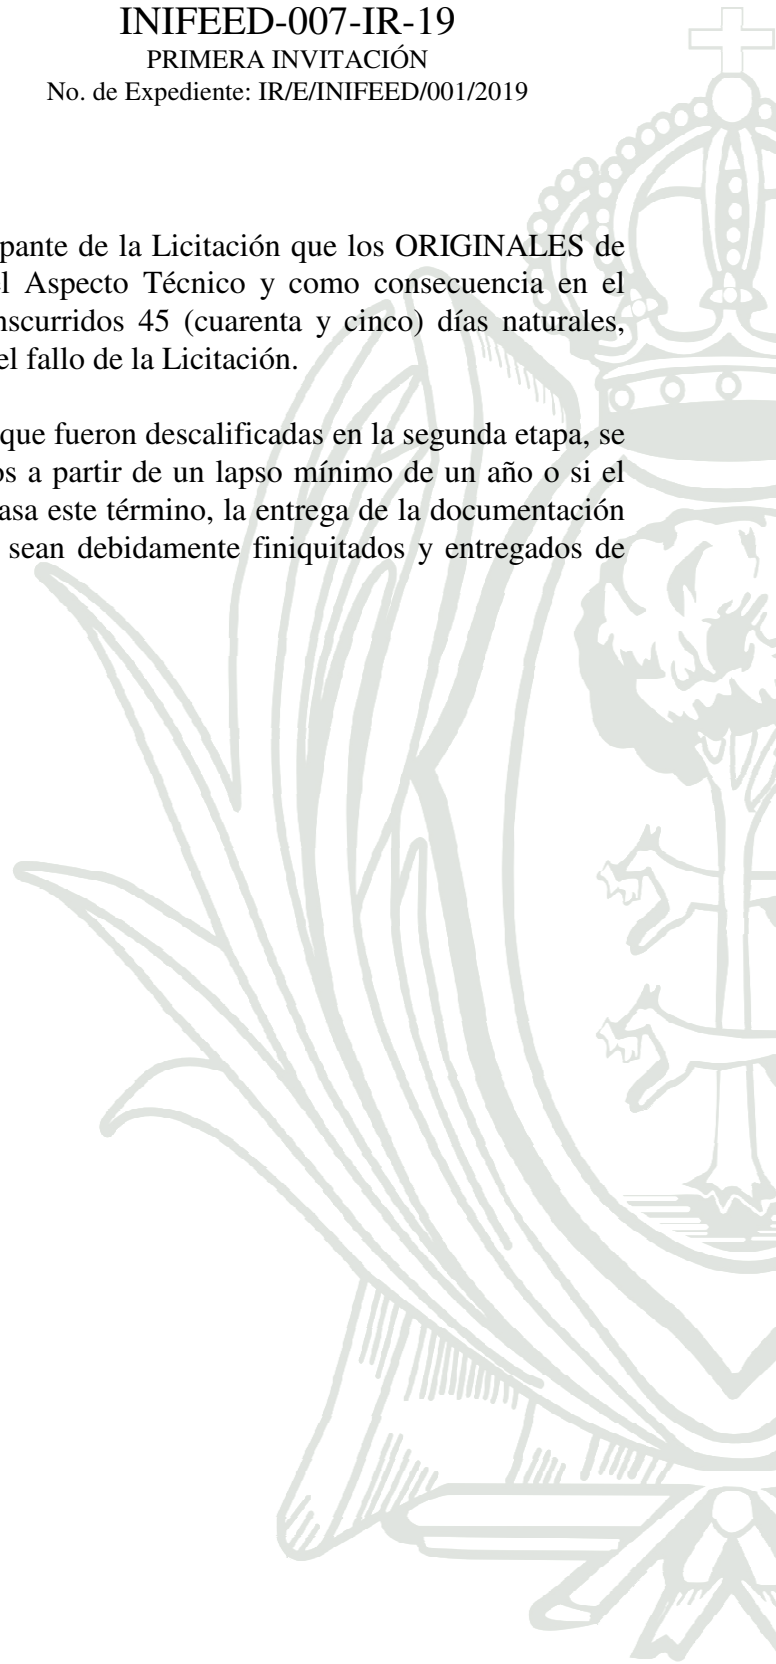 INIFEED-007-IR-19
PRIMERA INVITACIÓN
No. de Expediente: IR/E/INIFEED/001/2019
pante de la Licitación que los ORIGINALES de
l Aspecto Técnico y como consecuencia en el
nscurridos 45 (cuarenta y cinco) días naturales,
el fallo de la Licitación.
que fueron descalificadas en la segunda etapa, se
os a partir de un lapso mínimo de un año o si el
asa este término, la entrega de la documentación
sean debidamente finiquitados y entregados de